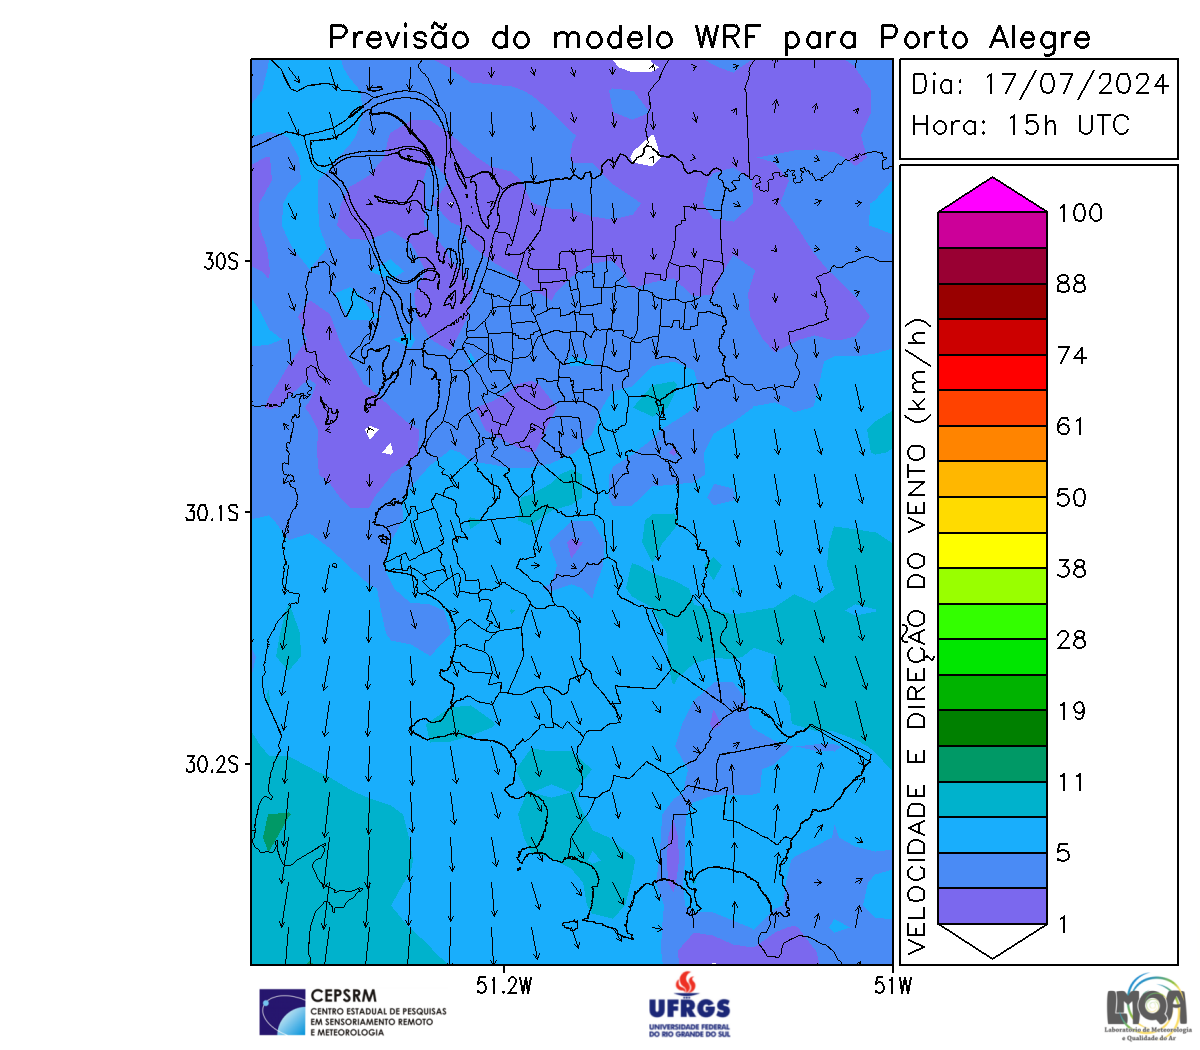 Previsão do modelo WRF para Porto Alegre
Dia: 17/07/2024
Hora: 15h UTC
100
88
74
61
50
38
28
19
11
5
1
VELOCIDADE E DIREÇÃO DO VENTO (km/h)
30S
30.1S
30.2S
51.2W
51W
CEPSRM
CENTRO ESTADUAL DE PESQUISAS
EM SENSORIAMENTO REMOTO
E METEOROLOGIA
UFRGS
UNIVERSIDADE FEDERAL
DO RIO GRANDE DO SUL
LMQA
Laboratório de Meteorologia
e Qualidade do Ar